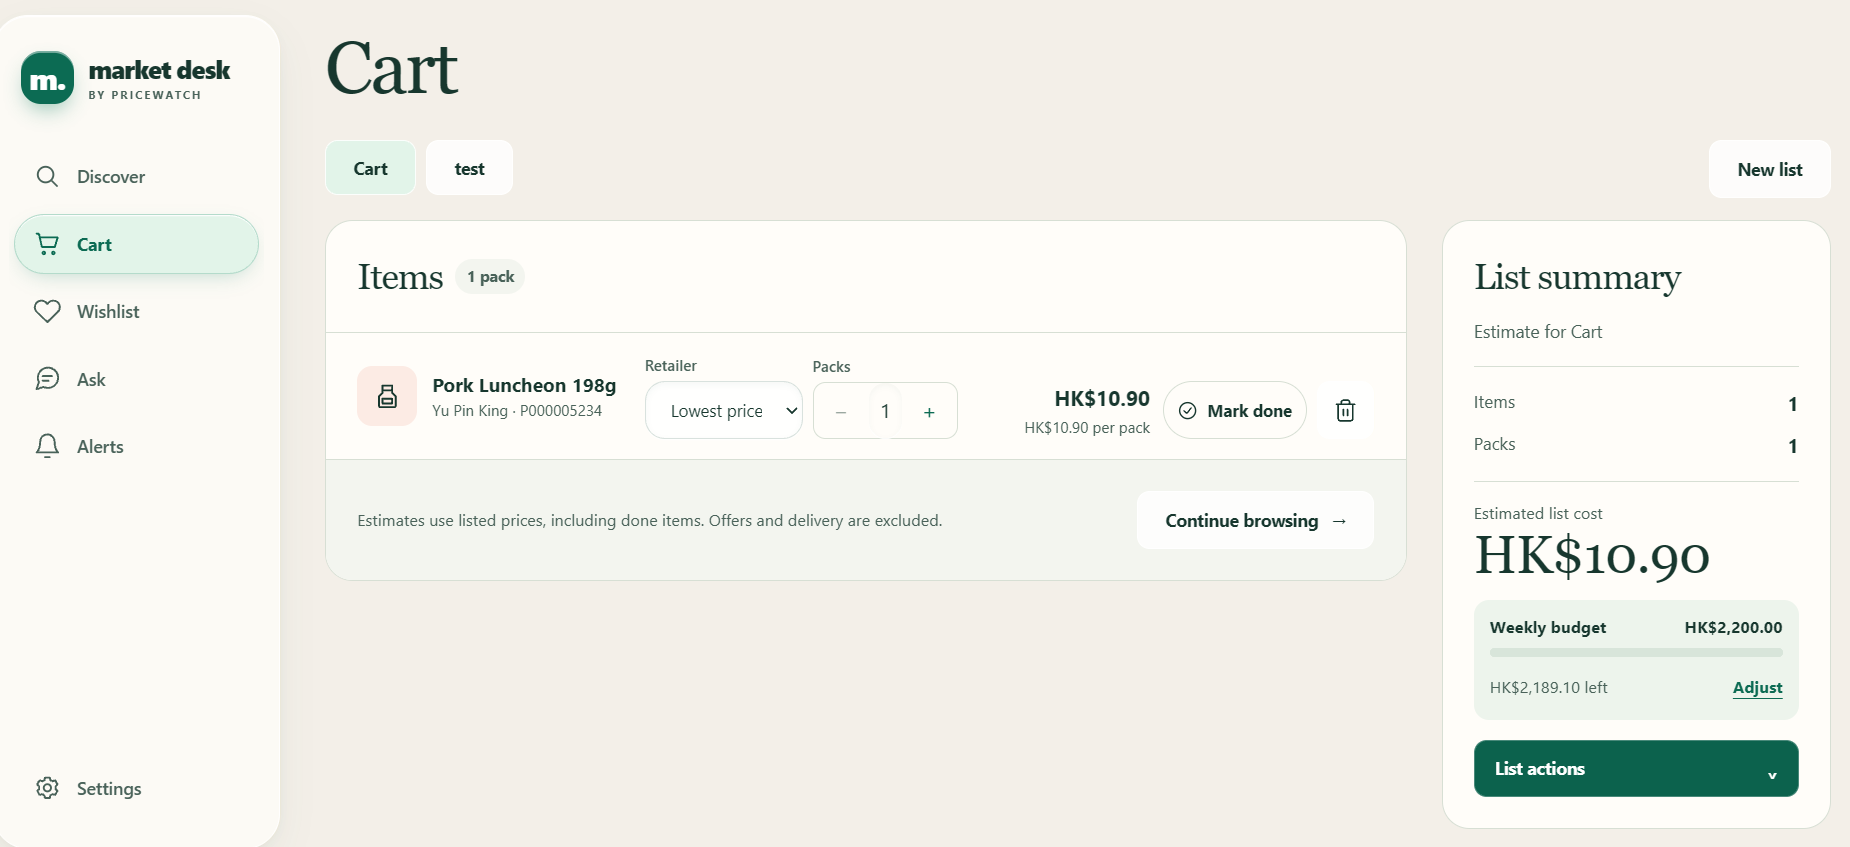 m.
market desk
BY PRICEWATCH
Discover
Cart
Wishlist
Ask
Alerts
Settings
Cart
Cart
test
New list
Items
1 pack
Pork Luncheon 198g
Yu Pin King · P000005234
Retailer
Lowest price
Packs
− 1 +
HK$10.90
HK$10.90 per pack
Mark done
Estimates use listed prices, including done items. Offers and delivery are excluded.
Continue browsing →
List summary
Estimate for Cart
Items 1
Packs 1
Estimated list cost
HK$10.90
Weekly budget HK$2,200.00
HK$2,189.10 left Adjust
List actions v